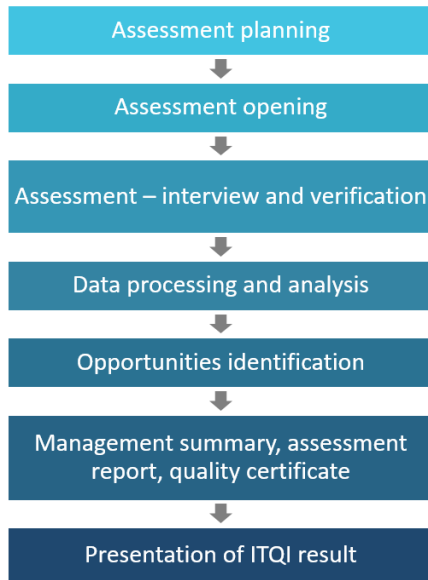 Assessment planning
Assessment opening
Assessment – interview and verification
Data processing and analysis
Opportunities identification
Management summary, assessment
report, quality certificate
Presentation of ITQI result